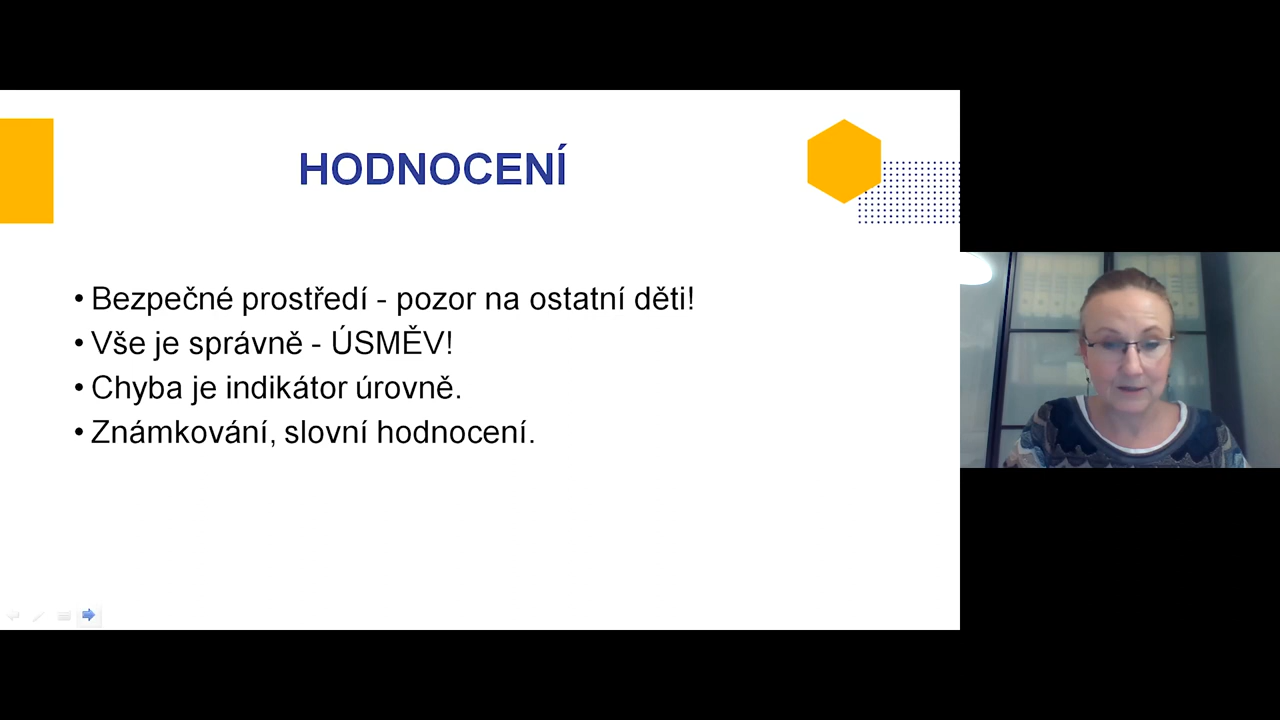 HODNOCENÍ
• Bezpečné prostředí - pozor na ostatní děti!
• Vše je správně - ÚSMĚV!
• Chyba je indikátor úrovně.
• Známkování, slovní hodnocení.